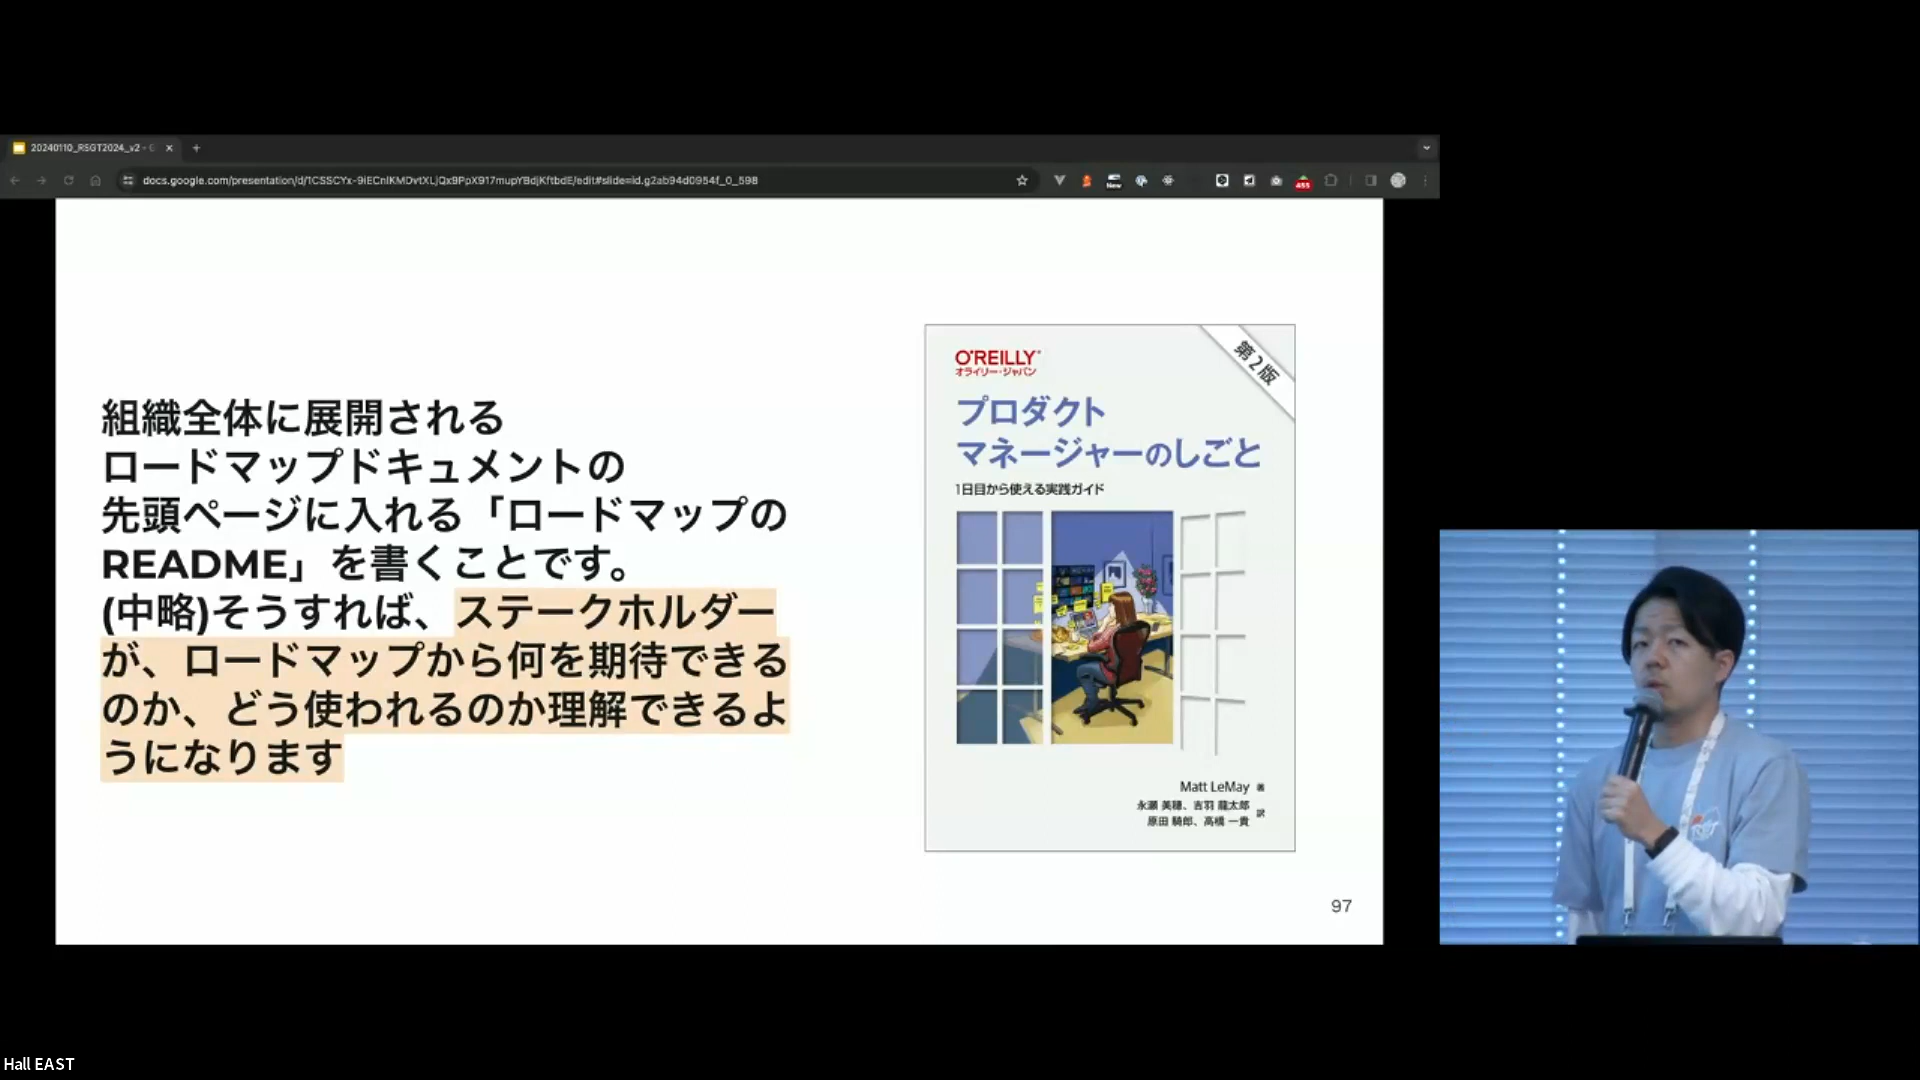 20240110_RSGT2024_v2 - G
docs.google.com/presentation/d/1CSSCYx-9iECnlKMDvtXLjQx9PpX917mupYBdjKftbdE/edit#slide=id.g2ab94d0954f_0_598
New
455
組織全体に展開される
ロードマップドキュメントの
先頭ページに入れる「ロードマップの
README」を書くことです。
(中略)そうすれば、ステークホルダー
が、ロードマップから何を期待できる
のか、どう使われるのか理解できるよ
うになります
O'REILLY®
オライリー・ジャパン
第2版
プロダクト
マネージャーのしごと
1日目から使える実践ガイド
Matt LeMay 著
永瀬 美穂、吉羽 龍太郎
原田 騎郎、高橋 一貴 訳
97
Hall EAST